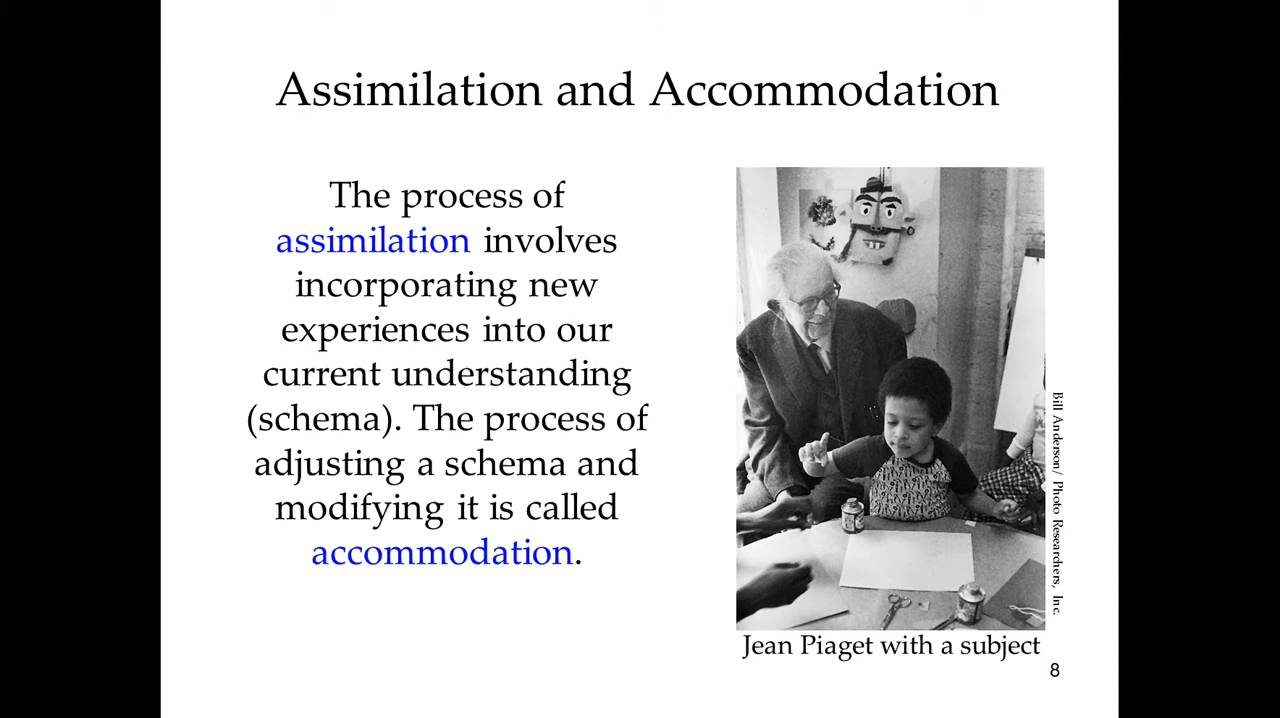 Assimilation and Accommodation
The process of
assimilation involves
incorporating new
experiences into our
current understanding
(schema). The process of
adjusting a schema and
modifying it is called
accommodation.
Bill Anderson/ Photo Researchers, Inc.
Jean Piaget with a subject
8